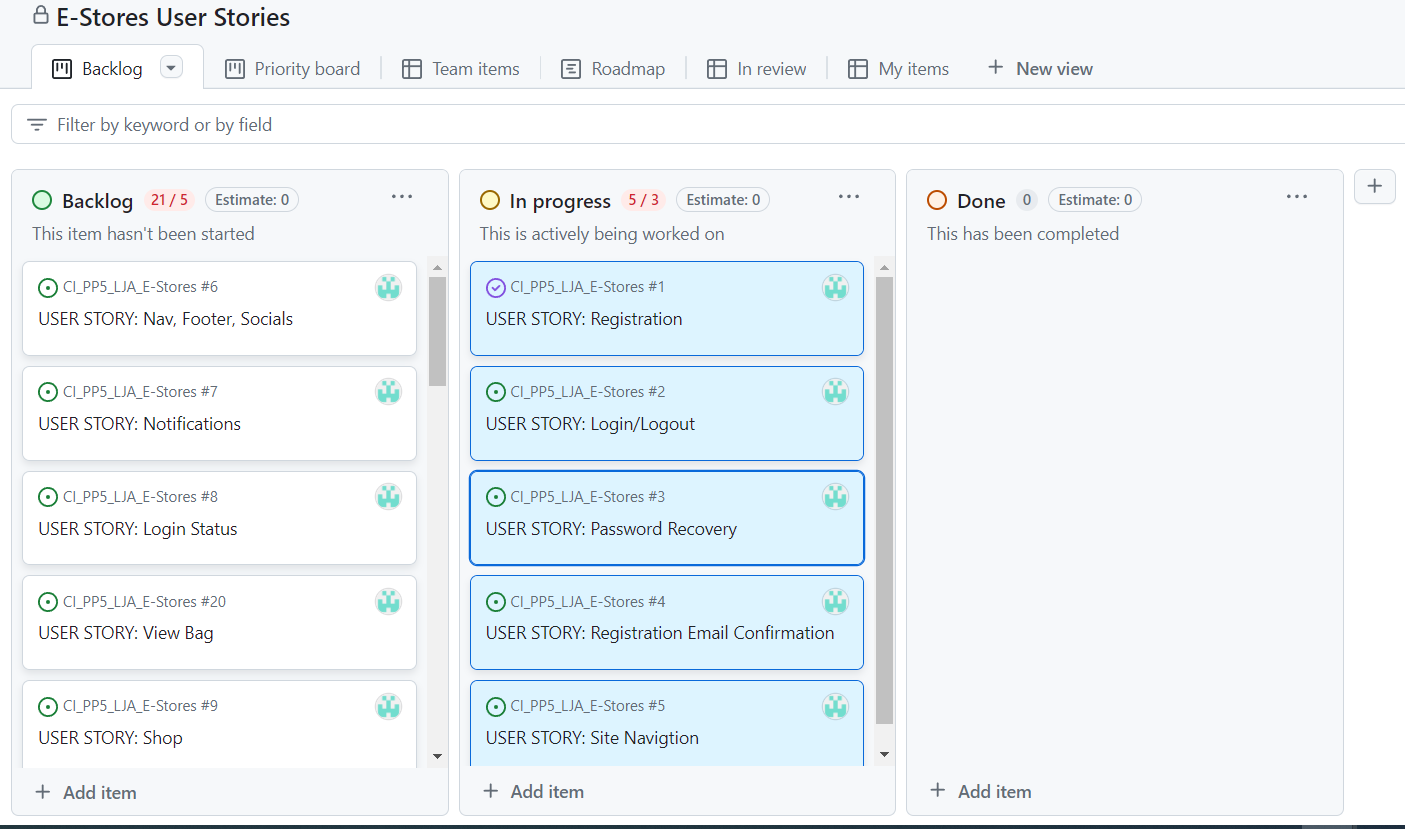 E-Stores User Stories
Backlog
Priority board
Team items
Roadmap
In review
My items
New view
Filter by keyword or by field
Backlog 21 / 5 Estimate: 0
This item hasn't been started
CI_PP5_LJA_E-Stores #6
USER STORY: Nav, Footer, Socials
CI_PP5_LJA_E-Stores #7
USER STORY: Notifications
CI_PP5_LJA_E-Stores #8
USER STORY: Login Status
CI_PP5_LJA_E-Stores #20
USER STORY: View Bag
CI_PP5_LJA_E-Stores #9
USER STORY: Shop
Add item
In progress 5 / 3 Estimate: 0
This is actively being worked on
CI_PP5_LJA_E-Stores #1
USER STORY: Registration
CI_PP5_LJA_E-Stores #2
USER STORY: Login/Logout
CI_PP5_LJA_E-Stores #3
USER STORY: Password Recovery
CI_PP5_LJA_E-Stores #4
USER STORY: Registration Email Confirmation
CI_PP5_LJA_E-Stores #5
USER STORY: Site Navigtion
Add item
Done 0 Estimate: 0
This has been completed
Add item